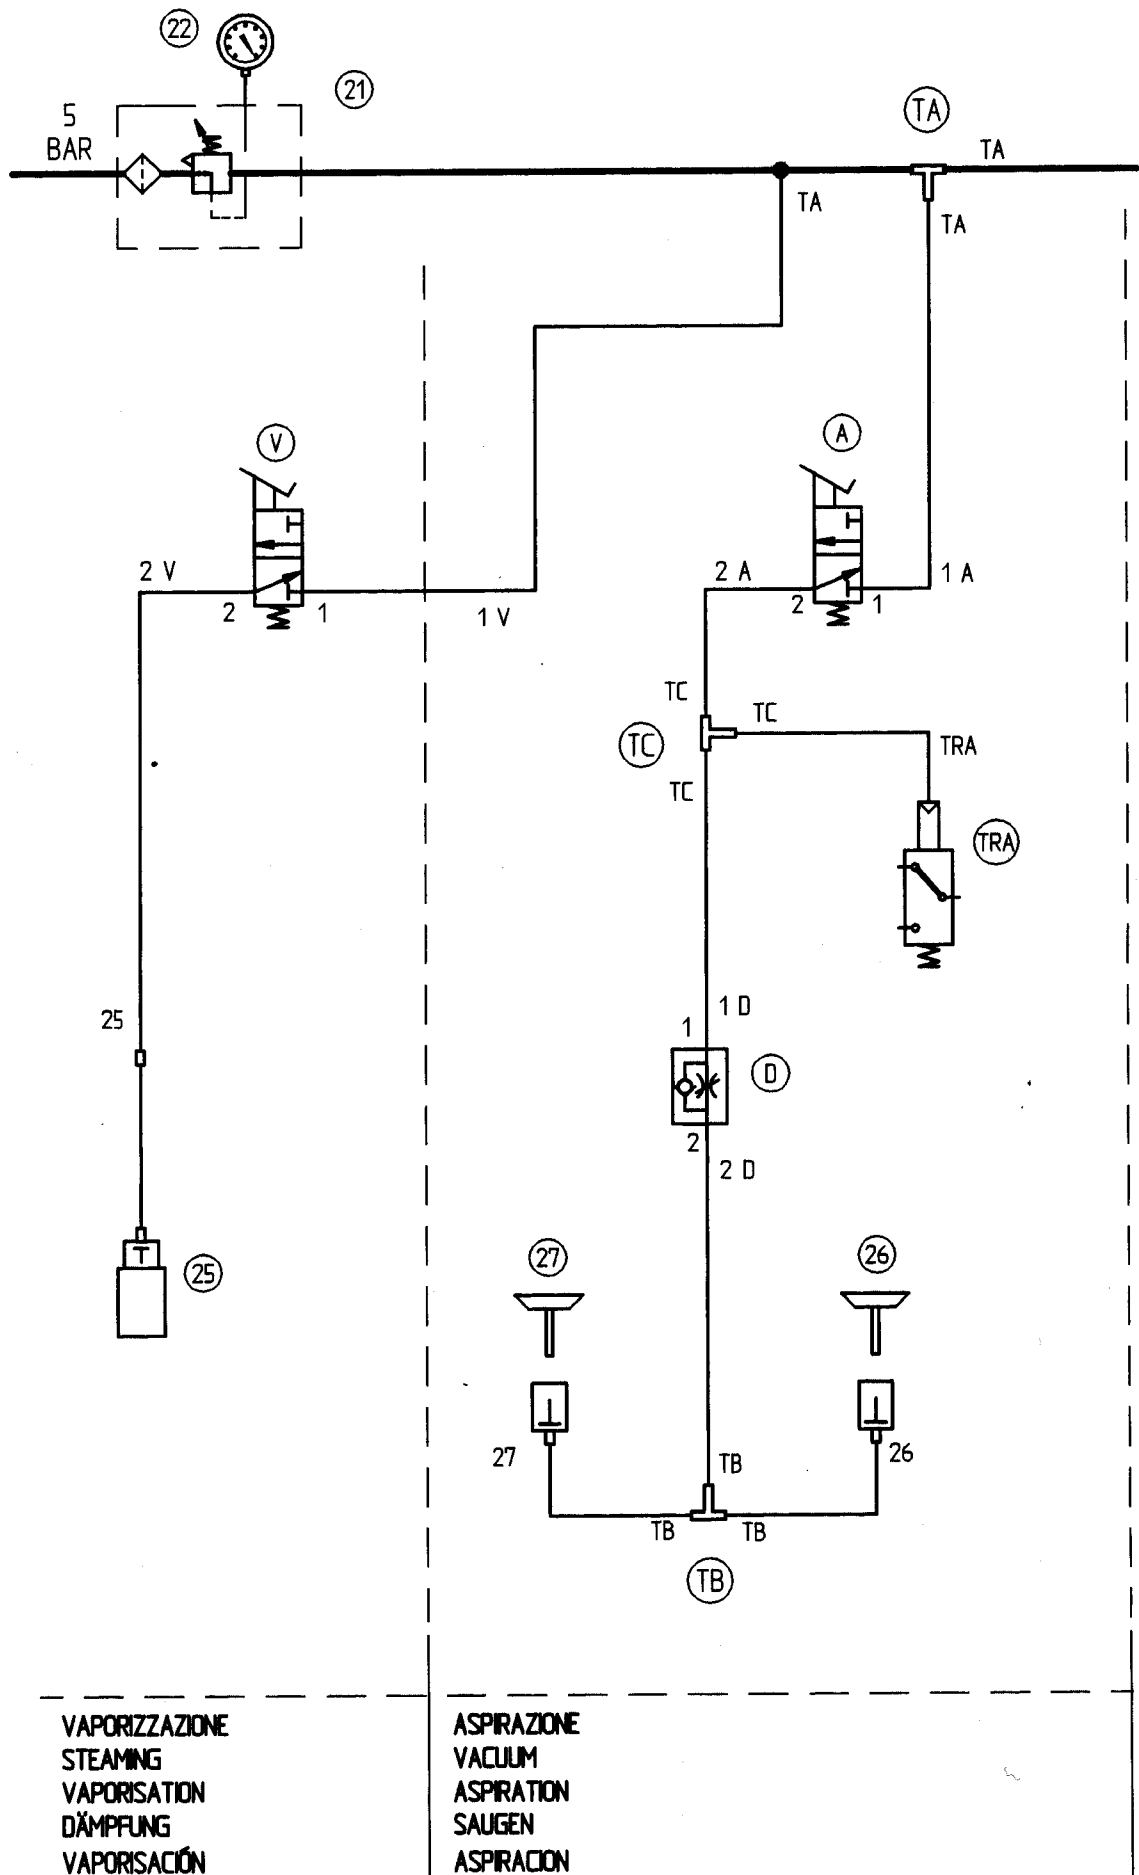 22
21
TA
5
BAR
TA
TA
TA
V
A
2 V
2
1
1 V
2 A
2
1
1 A
TC
TC
TC
TRA
TC
TRA
25
1 D
1
D
2
2 D
T
25
27
26
27
26
TB
TB
TB
TB
VAPORIZZAZIONE
STEAMING
VAPORISATION
DÄMPFUNG
VAPORISACIÓN
ASPIRAZIONE
VACUUM
ASPIRATION
SAUGEN
ASPIRACION